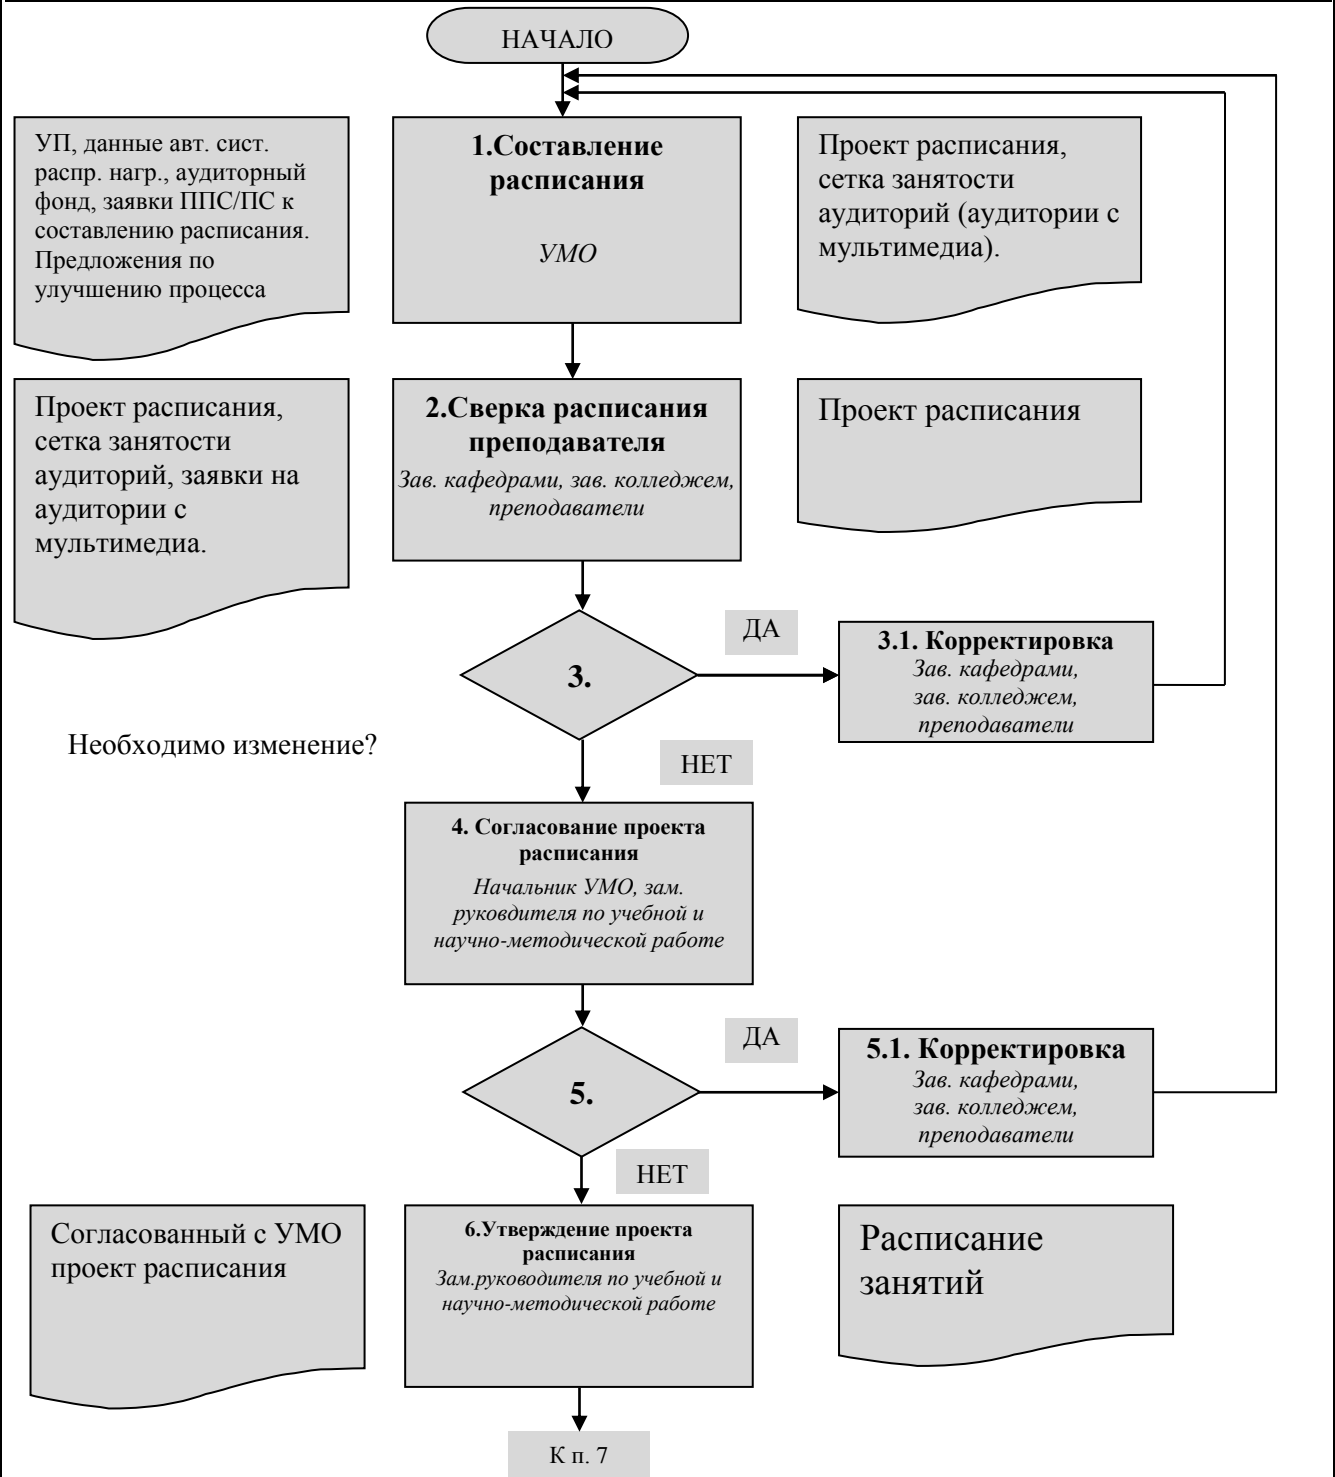 НАЧАЛО
УП, данные авт. сист.
распр. нагр., аудиторный
фонд, заявки ППС/ПС к
составлению расписания.
Предложения по
улучшению процесса
1.Составление
расписания
УМО
Проект расписания,
сетка занятости
аудиторий (аудитории с
мультимедиа).
Проект расписания,
сетка занятости
аудиторий, заявки на
аудитории с
мультимедиа.
2.Сверка расписания
преподавателя
Зав. кафедрами, зав. колледжем,
преподаватели
Проект расписания
3.
ДА
3.1. Корректировка
Зав. кафедрами,
зав. колледжем,
преподаватели
Необходимо изменение?
НЕТ
4. Согласование проекта
расписания
Начальник УМО, зам.
руковдителя по учебной и
научно-методической работе
5.
ДА
5.1. Корректировка
Зав. кафедрами,
зав. колледжем,
преподаватели
НЕТ
Согласованный с УМО
проект расписания
6.Утверждение проекта
расписания
Зам.руководителя по учебной и
научно-методической работе
Расписание
занятий
К п. 7